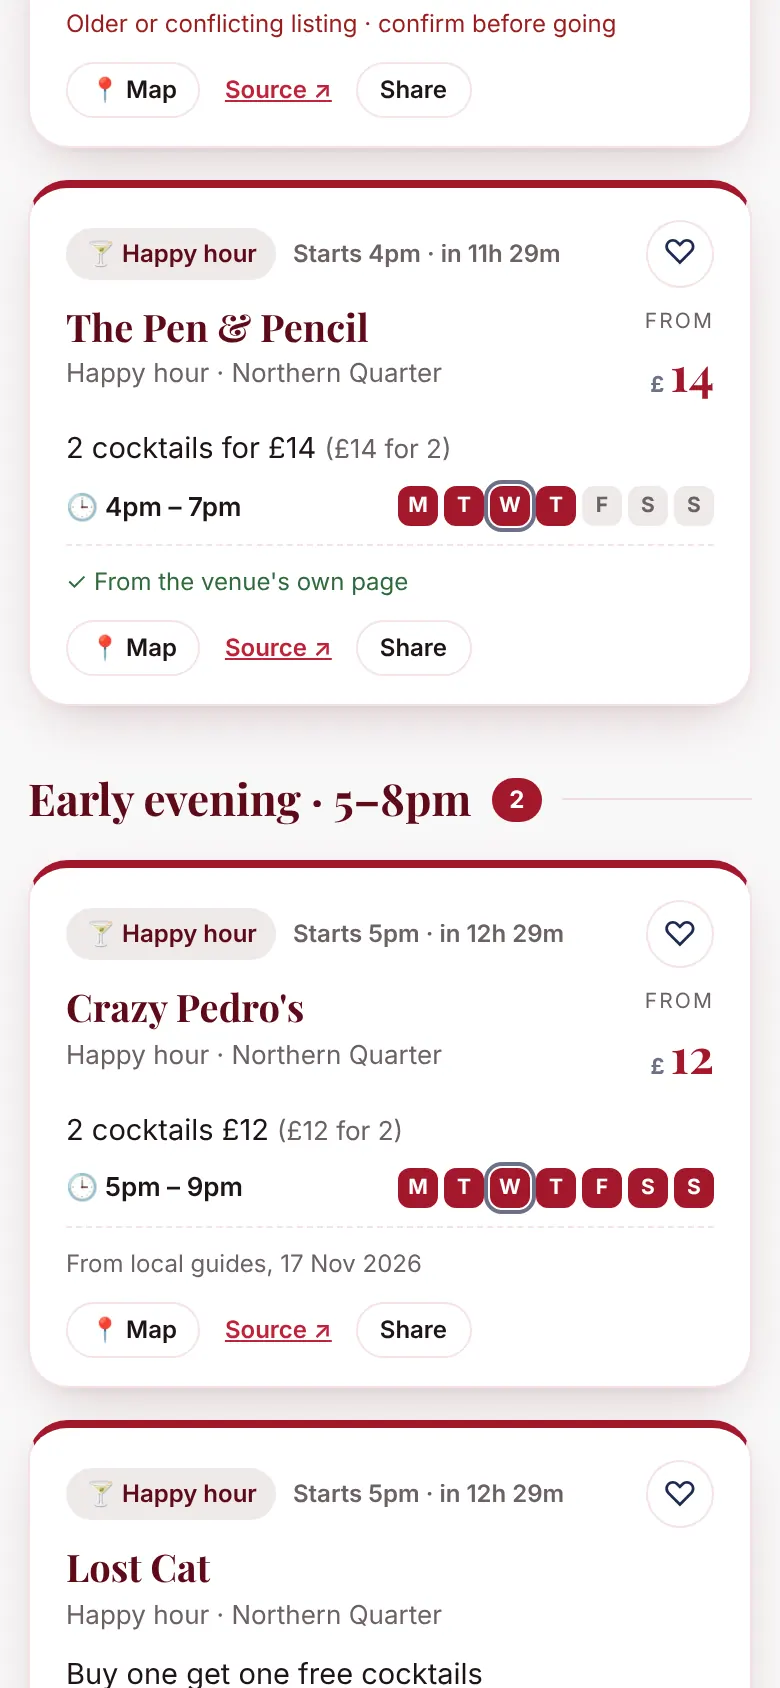 Older or conflicting listing · confirm before going
📍 Map Source ↗ Share
🍸 Happy hour Starts 4pm · in 11h 29m
The Pen & Pencil FROM
Happy hour · Northern Quarter £14
2 cocktails for £14 (£14 for 2)
🕒 4pm – 7pm M T W T F S S
✓ From the venue's own page
📍 Map Source ↗ Share
Early evening · 5–8pm 2
🍸 Happy hour Starts 5pm · in 12h 29m
Crazy Pedro's FROM
Happy hour · Northern Quarter £12
2 cocktails £12 (£12 for 2)
🕒 5pm – 9pm M T W T F S S
From local guides, 17 Nov 2026
📍 Map Source ↗ Share
🍸 Happy hour Starts 5pm · in 12h 29m
Lost Cat
Happy hour · Northern Quarter
Buy one get one free cocktails